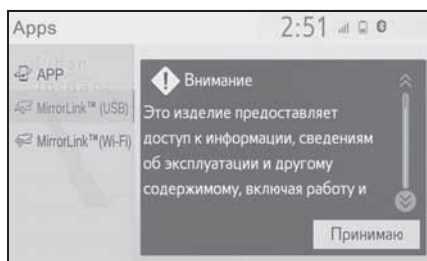 Apps
2:51
APP
MirrorLink™ (USB)
MirrorLink™(Wi-Fi)
Внимание
Это изделие предоставляет
доступ к информации, сведениям
об эксплуатации и другому
содержимому, включая работу и
Принимаю